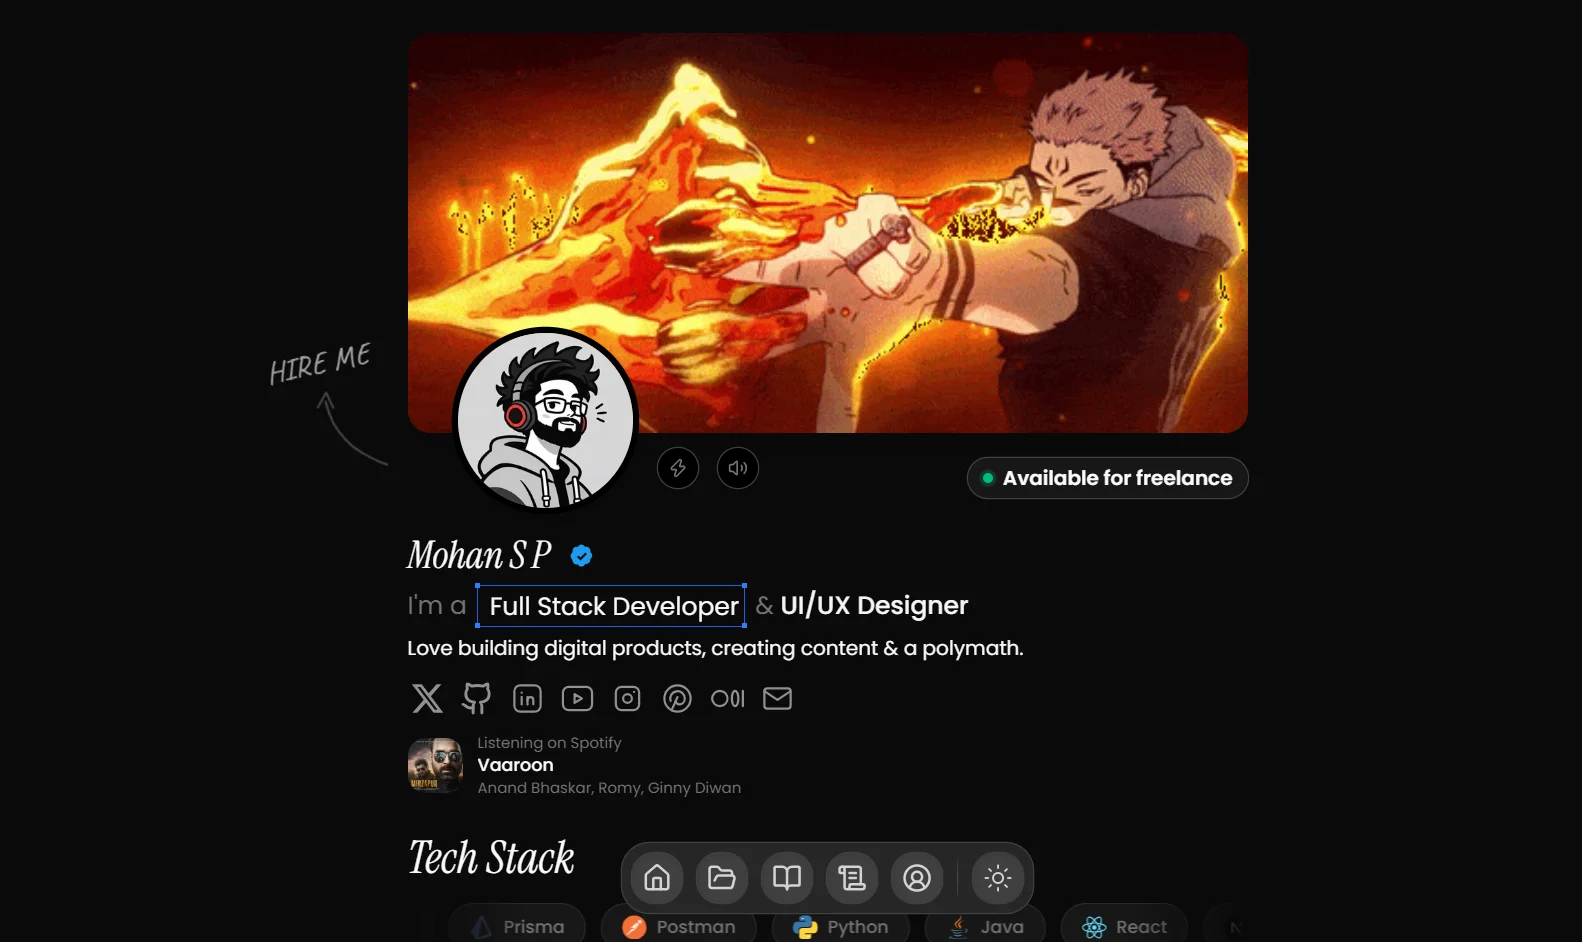 HIRE ME
Available for freelance
Mohan S P
I'm a Full Stack Developer & UI/UX Designer
Love building digital products, creating content & a polymath.
Listening on Spotify
Vaaroon
MIRZAPUR
Anand Bhaskar, Romy, Ginny Diwan
Tech Stack
Prisma Postman Python Java React N